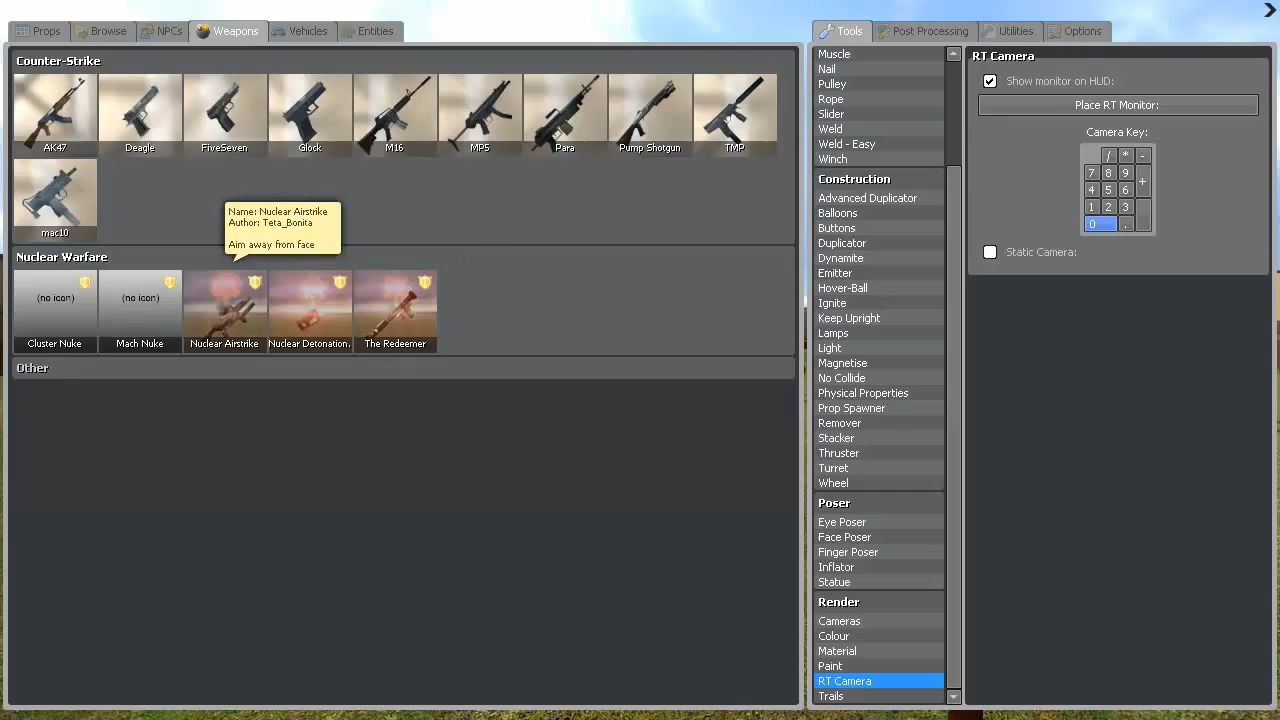 Props
Browse
NPCs
Weapons
Vehicles
Entities
Counter-Strike
AK47
Deagle
FiveSeven
Glock
M16
MP5
Para
Pump Shotgun
TMP
mac10
Name: Nuclear Airstrike
Author: Teta_Bonita
Aim away from face
Nuclear Warfare
(no icon)
(no icon)
Cluster Nuke
Mach Nuke
Nuclear Airstrike
Nuclear Detonation.
The Redeemer
Other
Tools
Post Processing
Utilities
Options
Muscle
Nail
Pulley
Rope
Slider
Weld
Weld - Easy
Winch
Construction
Advanced Duplicator
Balloons
Buttons
Duplicator
Dynamite
Emitter
Hover-Ball
Ignite
Keep Upright
Lamps
Light
Magnetise
No Collide
Physical Properties
Prop Spawner
Remover
Stacker
Thruster
Turret
Wheel
Poser
Eye Poser
Face Poser
Finger Poser
Inflator
Statue
Render
Cameras
Colour
Material
Paint
RT Camera
Trails
RT Camera
Show monitor on HUD:
Place RT Monitor:
Camera Key:
/ * -
7 8 9 +
4 5 6
1 2 3
0 .
Static Camera: